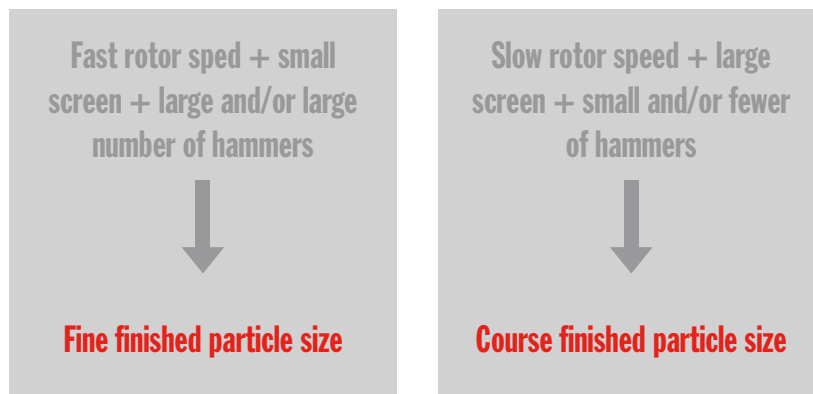 Fast rotor sped + small
screen + large and/or large
number of hammers
Fine finished particle size
Slow rotor speed + large
screen + small and/or fewer
of hammers
Course finished particle size